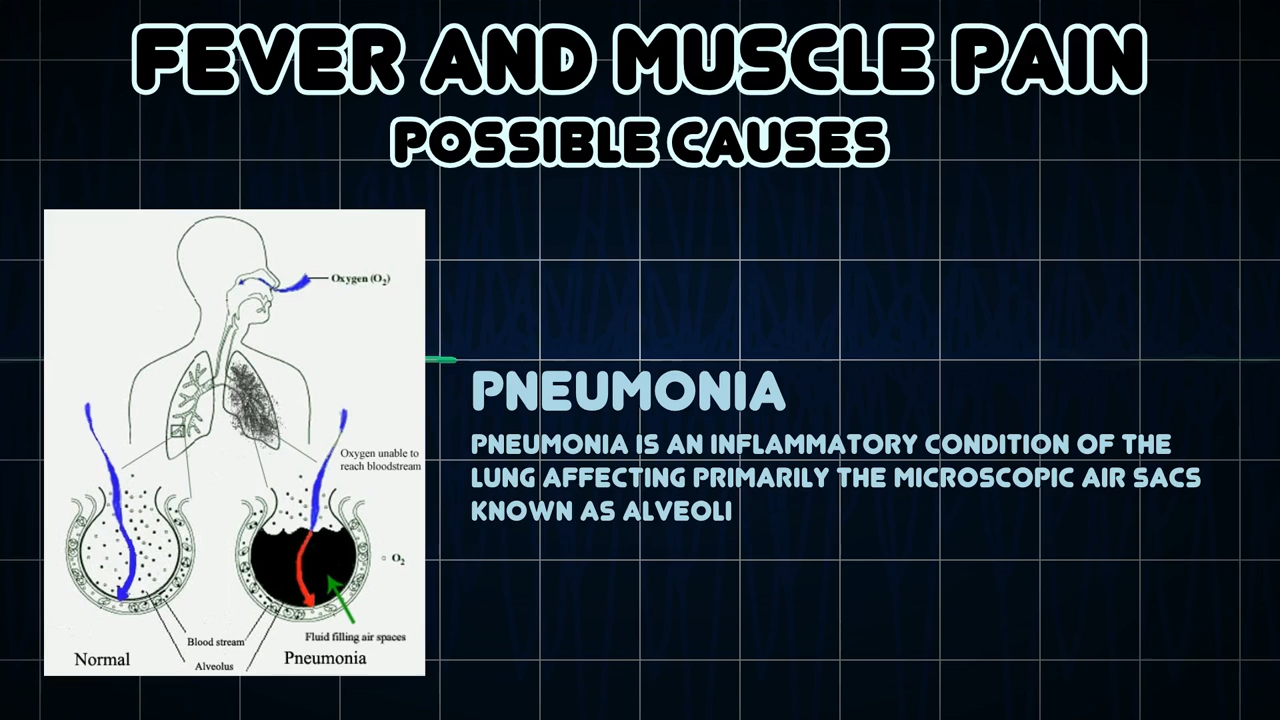 FEVER AND MUSCLE PAIN
POSSIBLE CAUSES
Oxygen (O₂)
Oxygen unable to
reach bloodstream
O₂
Blood stream
Fluid filling air spaces
Normal
Alveolus
Pneumonia
PNEUMONIA
PNEUMONIA IS AN INFLAMMATORY CONDITION OF THE
LUNG AFFECTING PRIMARILY THE MICROSCOPIC AIR SACS
KNOWN AS ALVEOLI